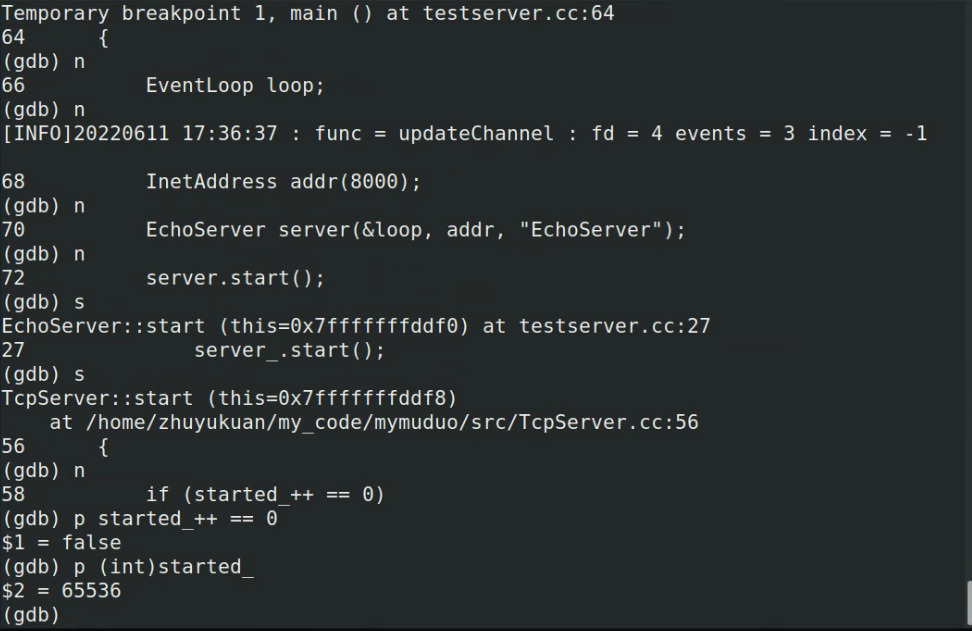 Temporary breakpoint 1, main () at testserver.cc:64
64      {
(gdb) n
66          EventLoop loop;
(gdb) n
[INFO]20220611 17:36:37 : func = updateChannel : fd = 4 events = 3 index = -1
68          InetAddress addr(8000);
(gdb) n
70          EchoServer server(&loop, addr, "EchoServer");
(gdb) n
72          server.start();
(gdb) s
EchoServer::start (this=0x7fffffffddf0) at testserver.cc:27
27              server_.start();
(gdb) s
TcpServer::start (this=0x7fffffffddf8)
    at /home/zhuyukuan/my_code/mymuduo/src/TcpServer.cc:56
56      {
(gdb) n
58          if (started_++ == 0)
(gdb) p started_++ == 0
$1 = false
(gdb) p (int)started_
$2 = 65536
(gdb)